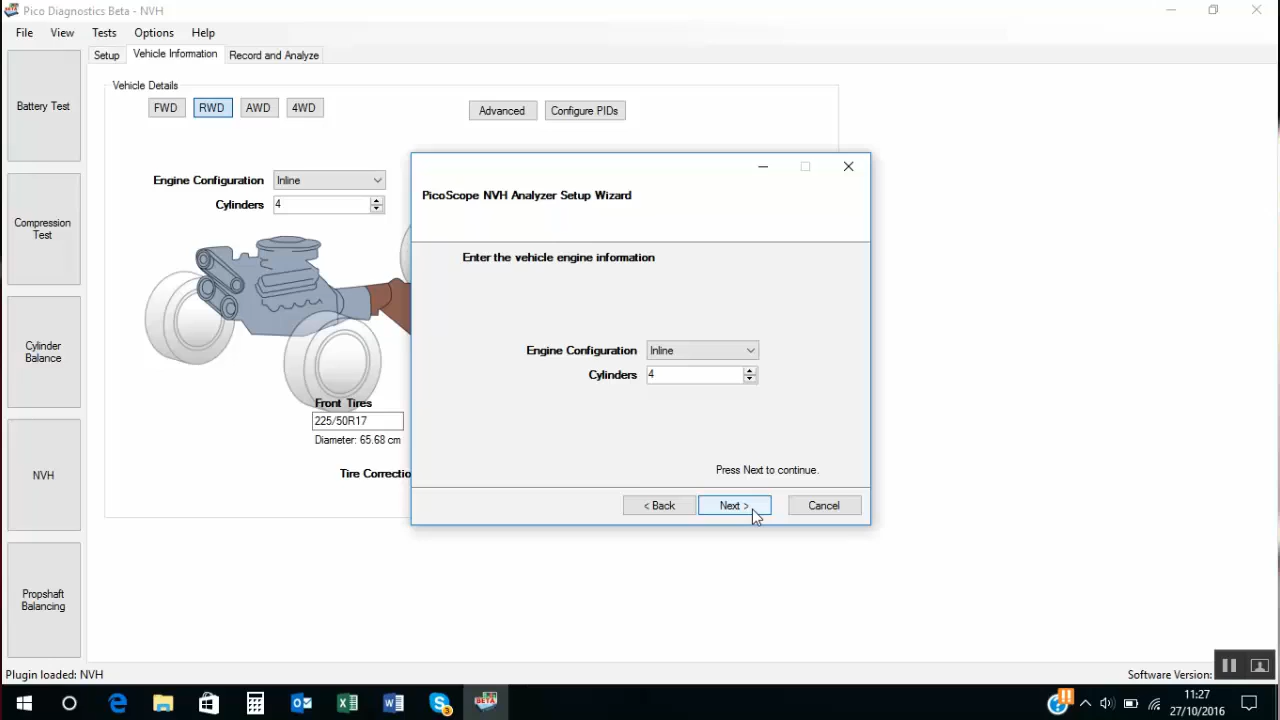 Pico Diagnostics Beta - NVH
File View Tests Options Help
Setup Vehicle Information Record and Analyze
Battery Test
Compression
Test
Cylinder
Balance
NVH
Propshaft
Balancing
Vehicle Details
FWD RWD AWD 4WD
Advanced Configure PIDs
Engine Configuration Inline
Cylinders 4
Front Tires
225/50R17
Diameter: 65.68 cm
Tire Correctio
PicoScope NVH Analyzer Setup Wizard
Enter the vehicle engine information
Engine Configuration Inline
Cylinders 4
Press Next to continue.
< Back Next > Cancel
Plugin loaded: NVH
Software Version:
11:27
27/10/2016